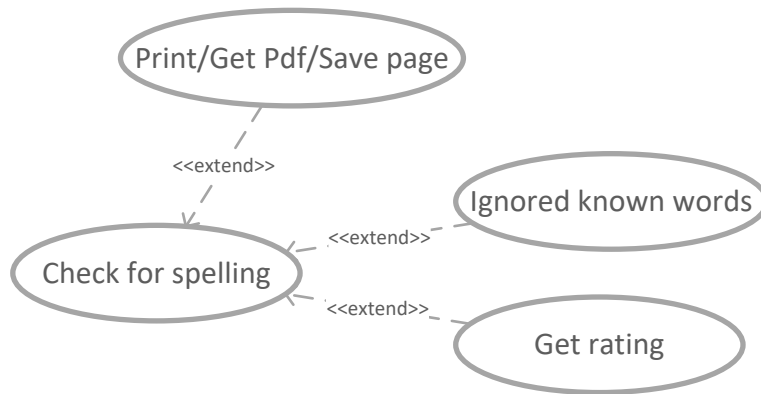 Print/Get Pdf/Save page
<<extend>>
Ignored known words
<<extend>>
Check for spelling
<<extend>>
Get rating